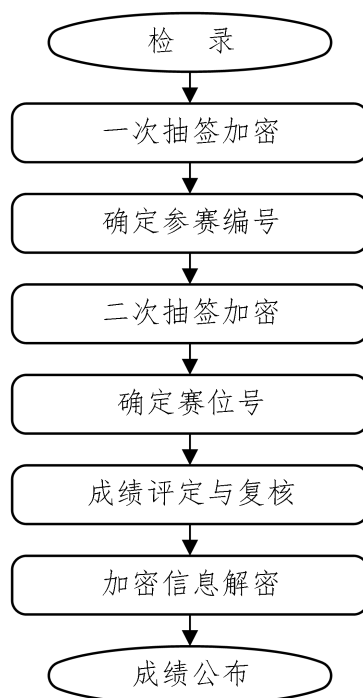 检 录
一次抽签加密
确定参赛编号
二次抽签加密
确定赛位号
成绩评定与复核
加密信息解密
成绩公布